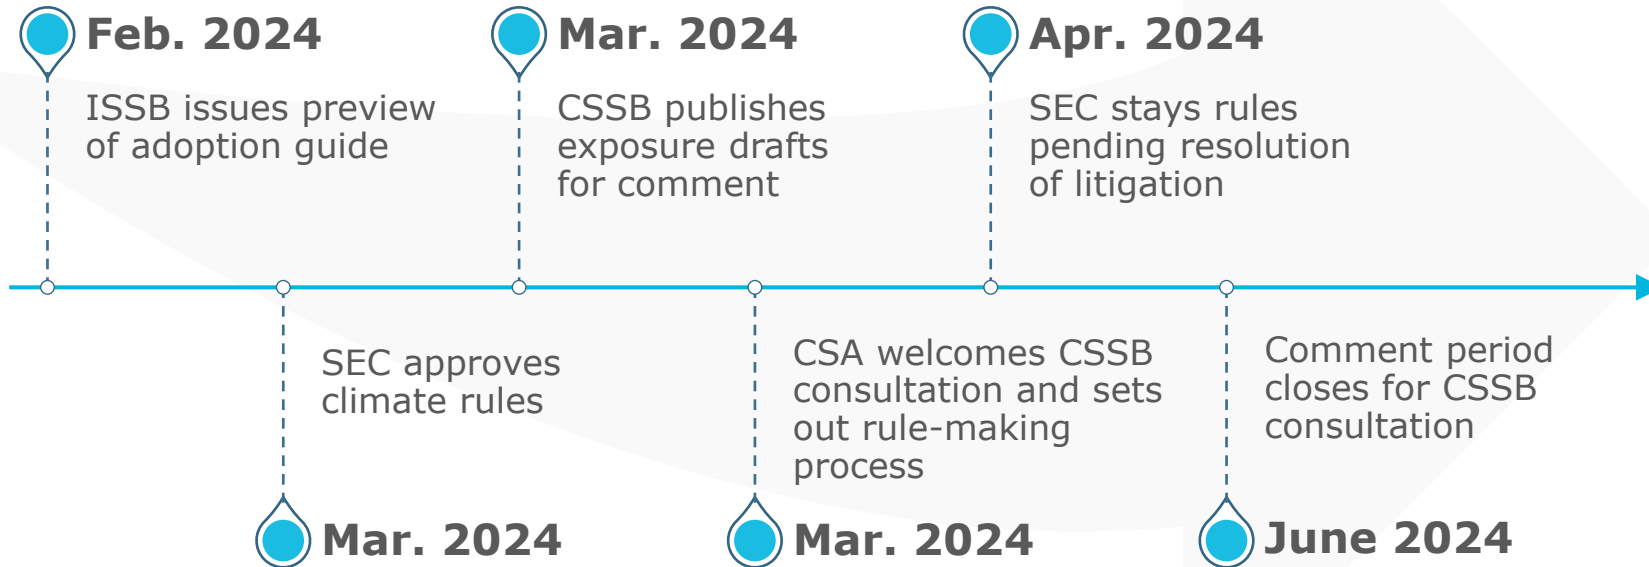 Feb. 2024
ISSB issues preview
of adoption guide
Mar. 2024
CSSB publishes
exposure drafts
for comment
Apr. 2024
SEC stays rules
pending resolution
of litigation
SEC approves
climate rules
Mar. 2024
CSA welcomes CSSB
consultation and sets
out rule-making
process
Mar. 2024
Comment period
closes for CSSB
consultation
June 2024